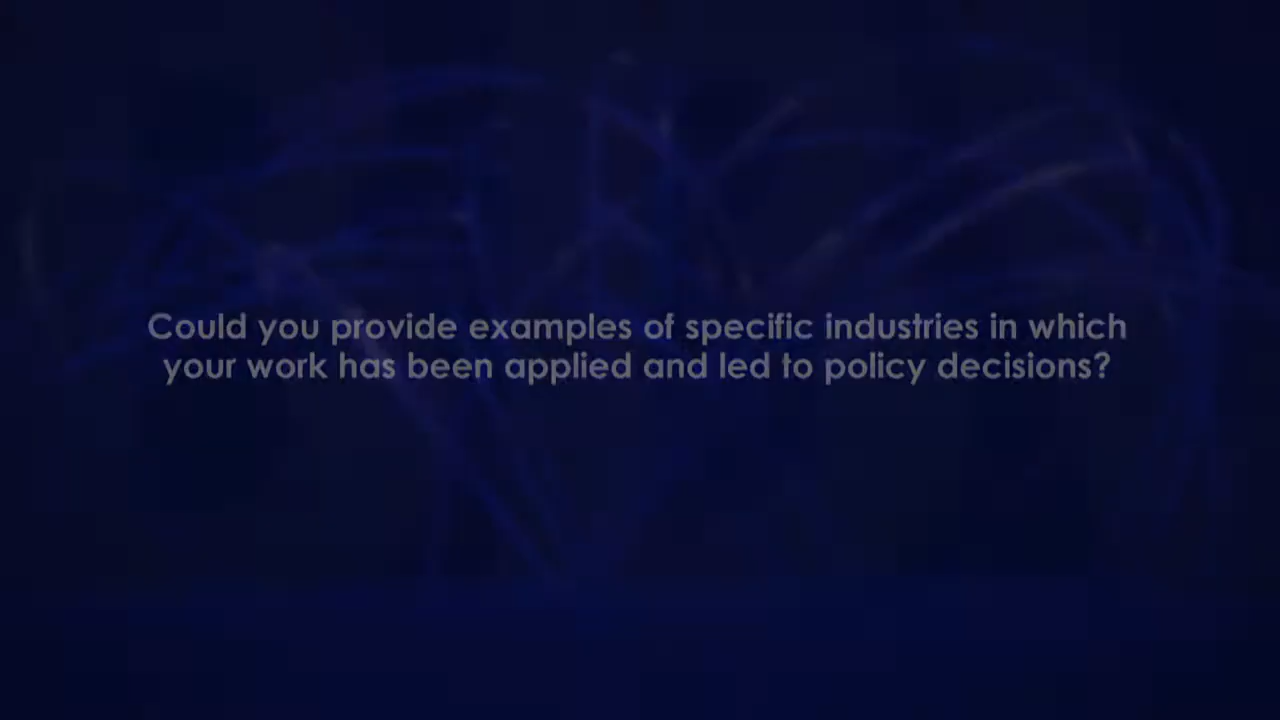 Could you provide examples of specific industries in which
your work has been applied and led to policy decisions?